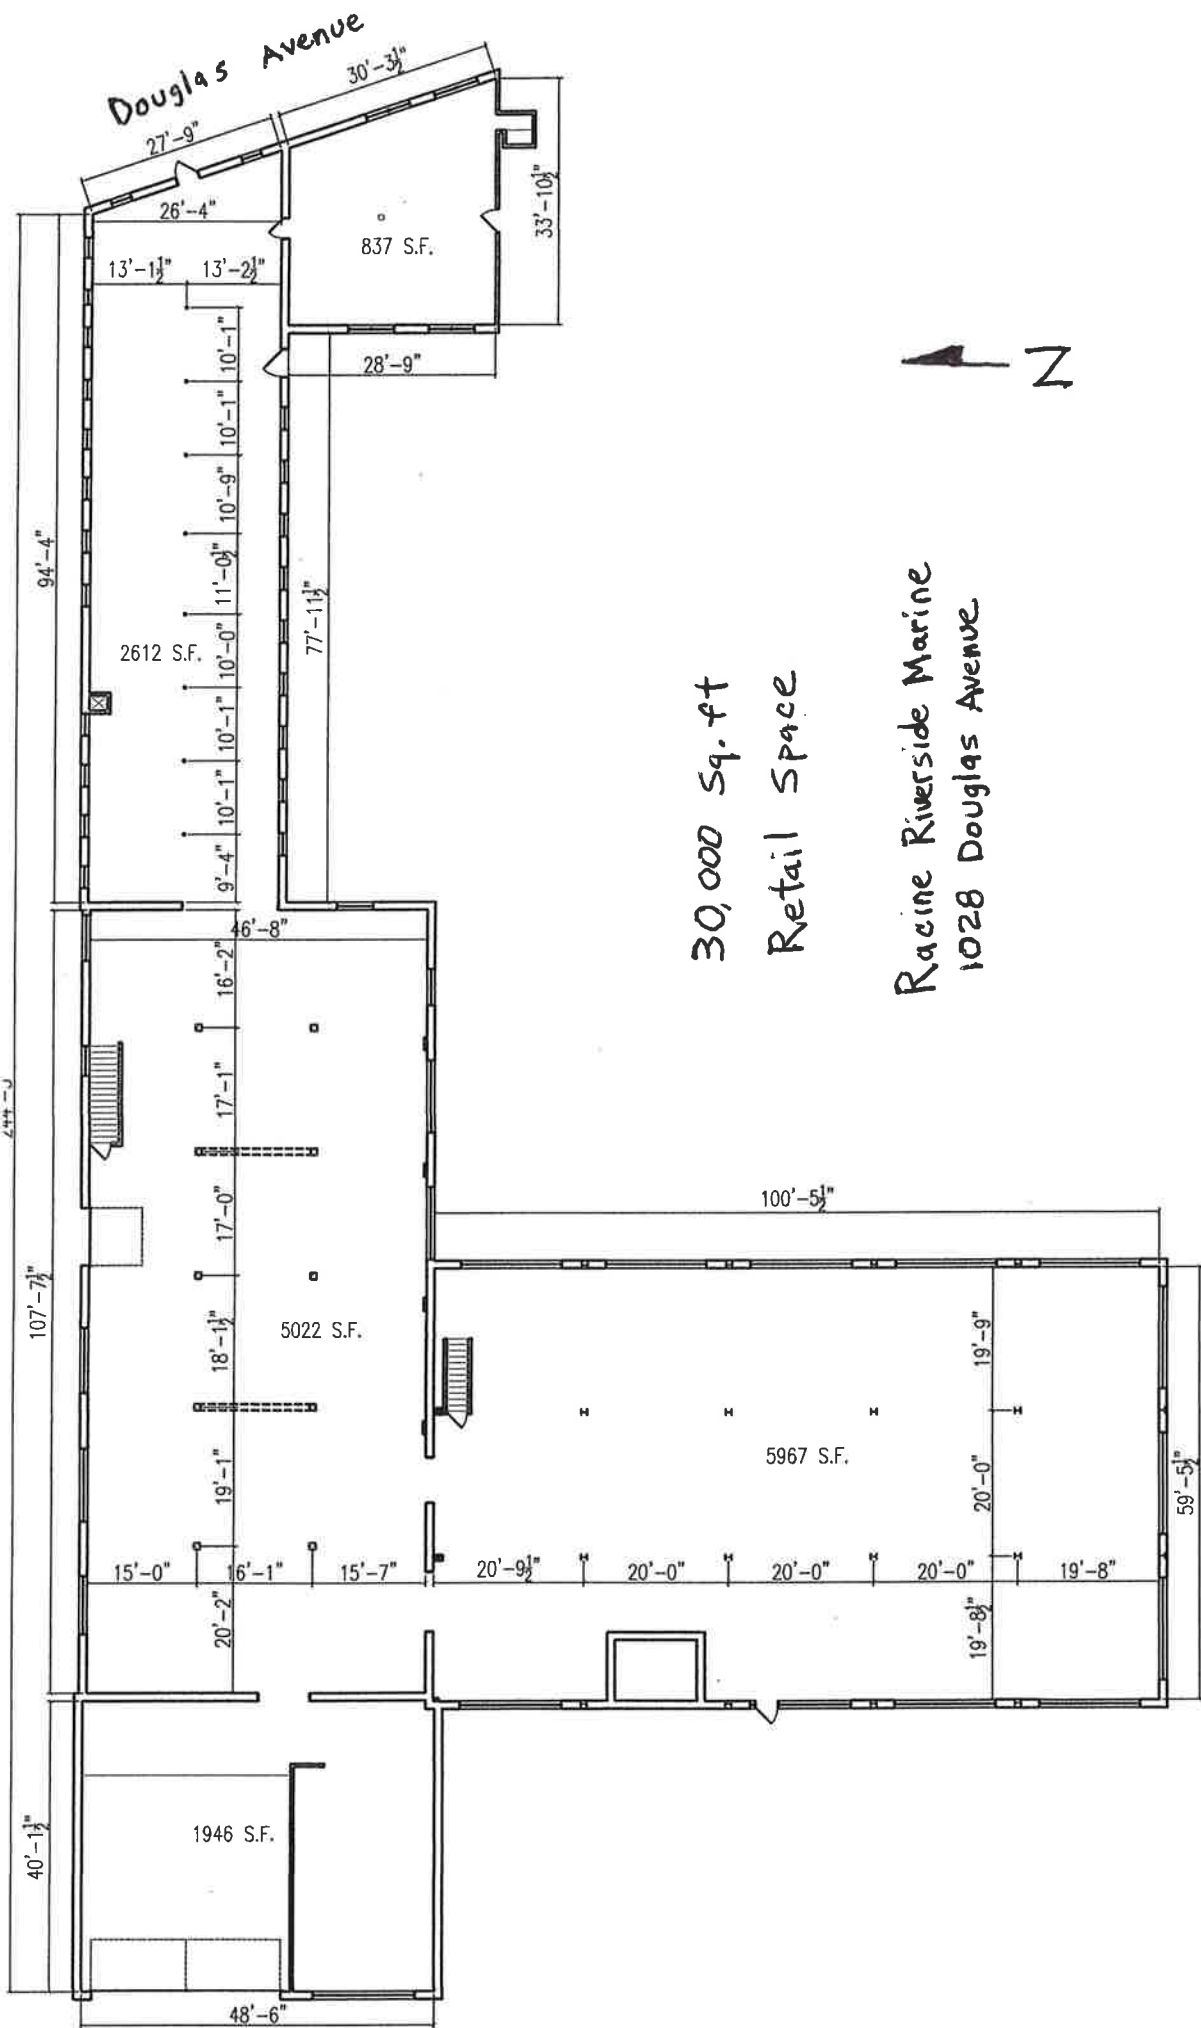 Douglas Avenue
30'-3½"
27'-9"
26'-4"
33'-10½"
837 S.F.
13'-1½" 13'-2½"
10'-1"
28'-9"
10'-1"
10'-9"
94'-4"
11'-0½"
77'-11½"
2612 S.F.
10'-0"
10'-1"
10'-1"
9'-4"
N
30,000 Sq. ft
Retail Space
Racine Riverside Marine
1028 Douglas Avenue
46'-8"
16'-2"
17'-1"
17'-0"
100'-5½"
107'-7½"
18'-1½"
5022 S.F.
19'-9"
5967 S.F.
19'-1"
20'-0"
59'-5½"
15'-0" 16'-1" 15'-7" 20'-9½" 20'-0" 20'-0" 20'-0" 19'-8"
20'-2"
19'-8½"
40'-1½"
1946 S.F.
48'-6"